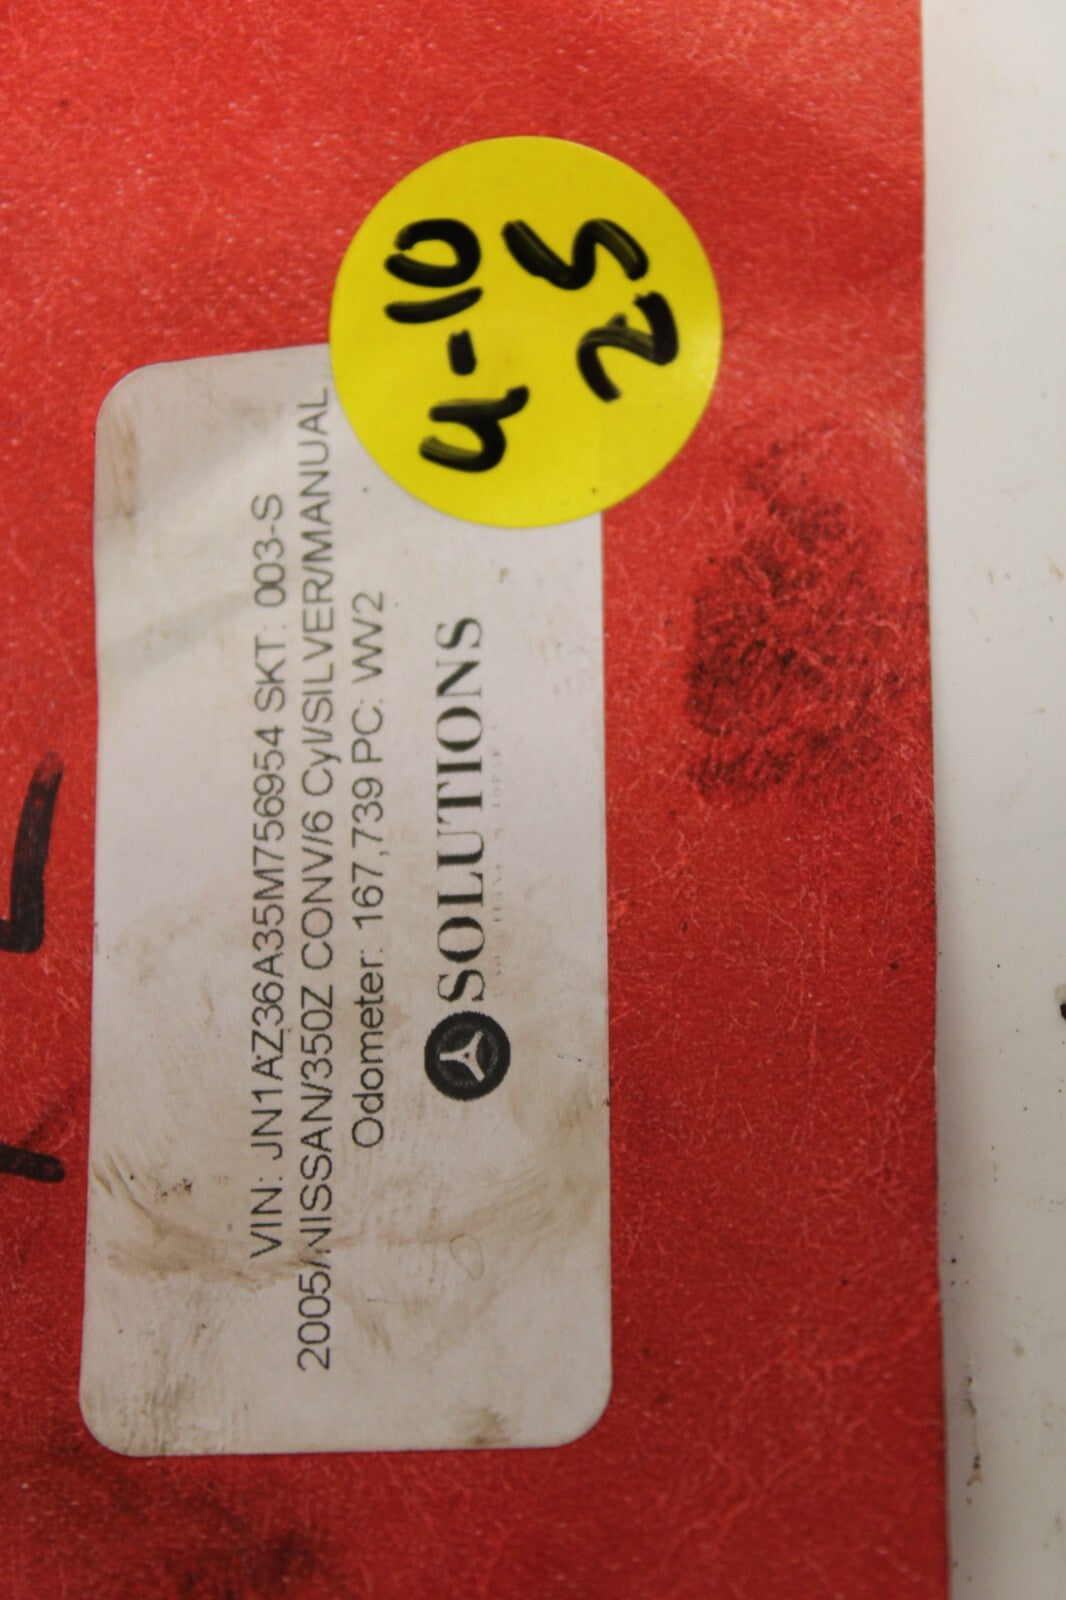 4-10
25
VIN: JN1AZ36A35M756954 SKT: 003-S
2005/NISSAN/350Z CONV/6 Cyl/SILVER/MANUAL
Odometer: 167,739 PC: WV2
SOLUTIONS